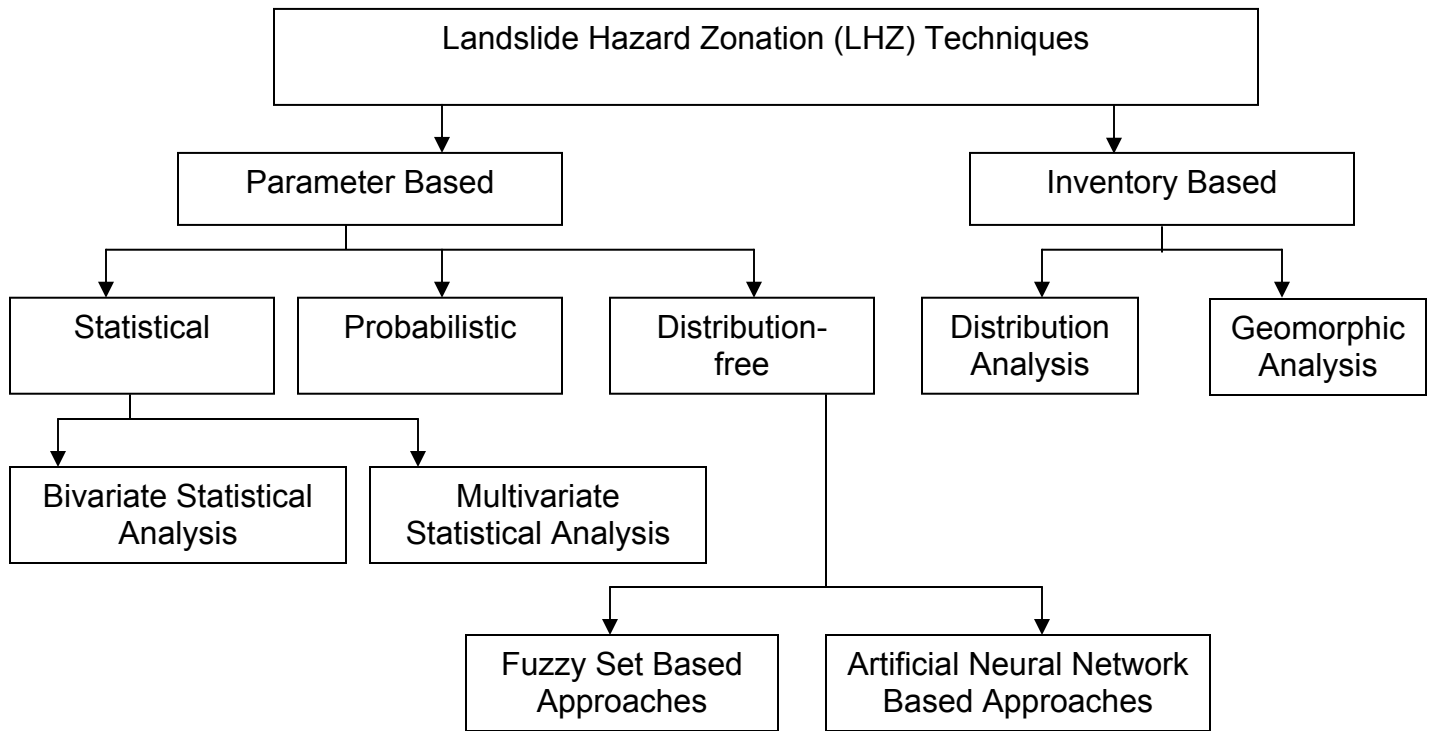 Landslide Hazard Zonation (LHZ) Techniques
Parameter Based
Inventory Based
Statistical
Probabilistic
Distribution-
free
Distribution
Analysis
Geomorphic
Analysis
Bivariate Statistical
Analysis
Multivariate
Statistical Analysis
Fuzzy Set Based
Approaches
Artificial Neural Network
Based Approaches